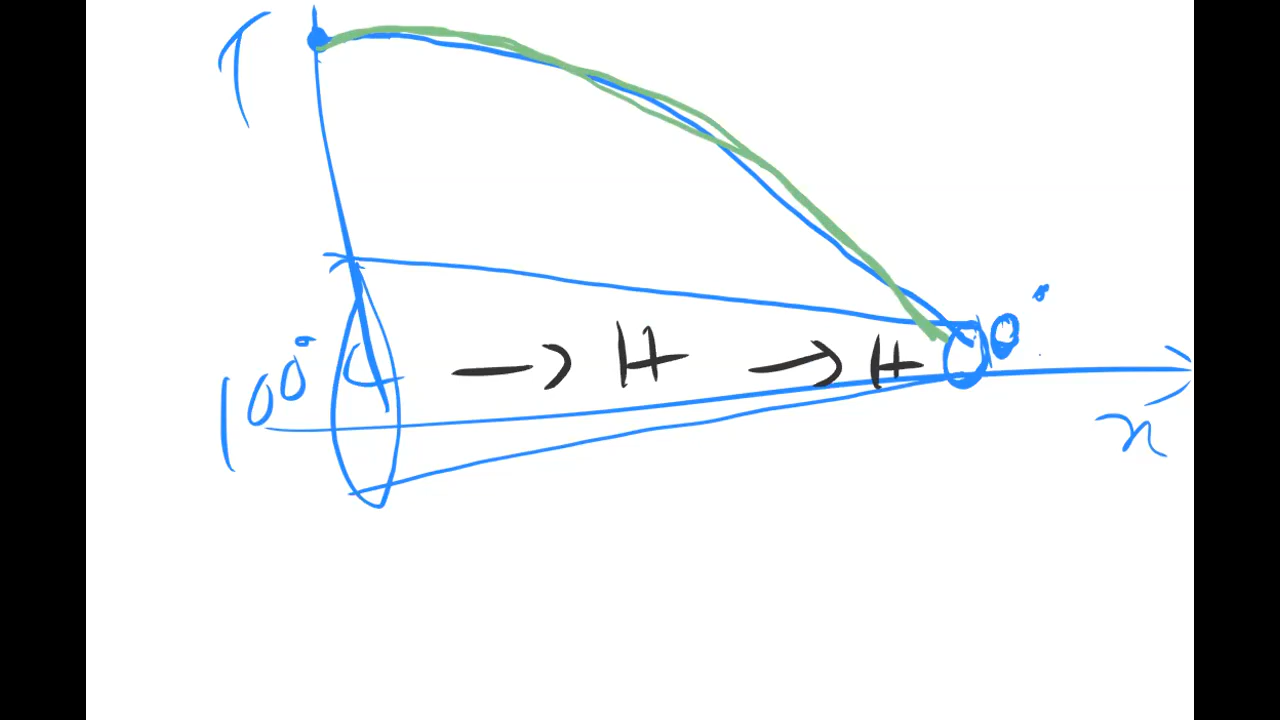 T
0°
100° → H → H
x